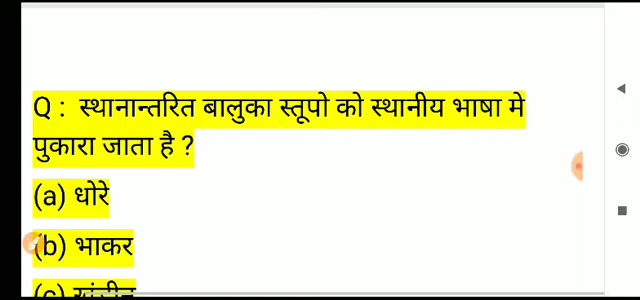 Q : स्थानान्तरित बालुका स्तूपो को स्थानीय भाषा मे
पुकारा जाता है ?
(a) धोरे
(b) भाकर
(c)